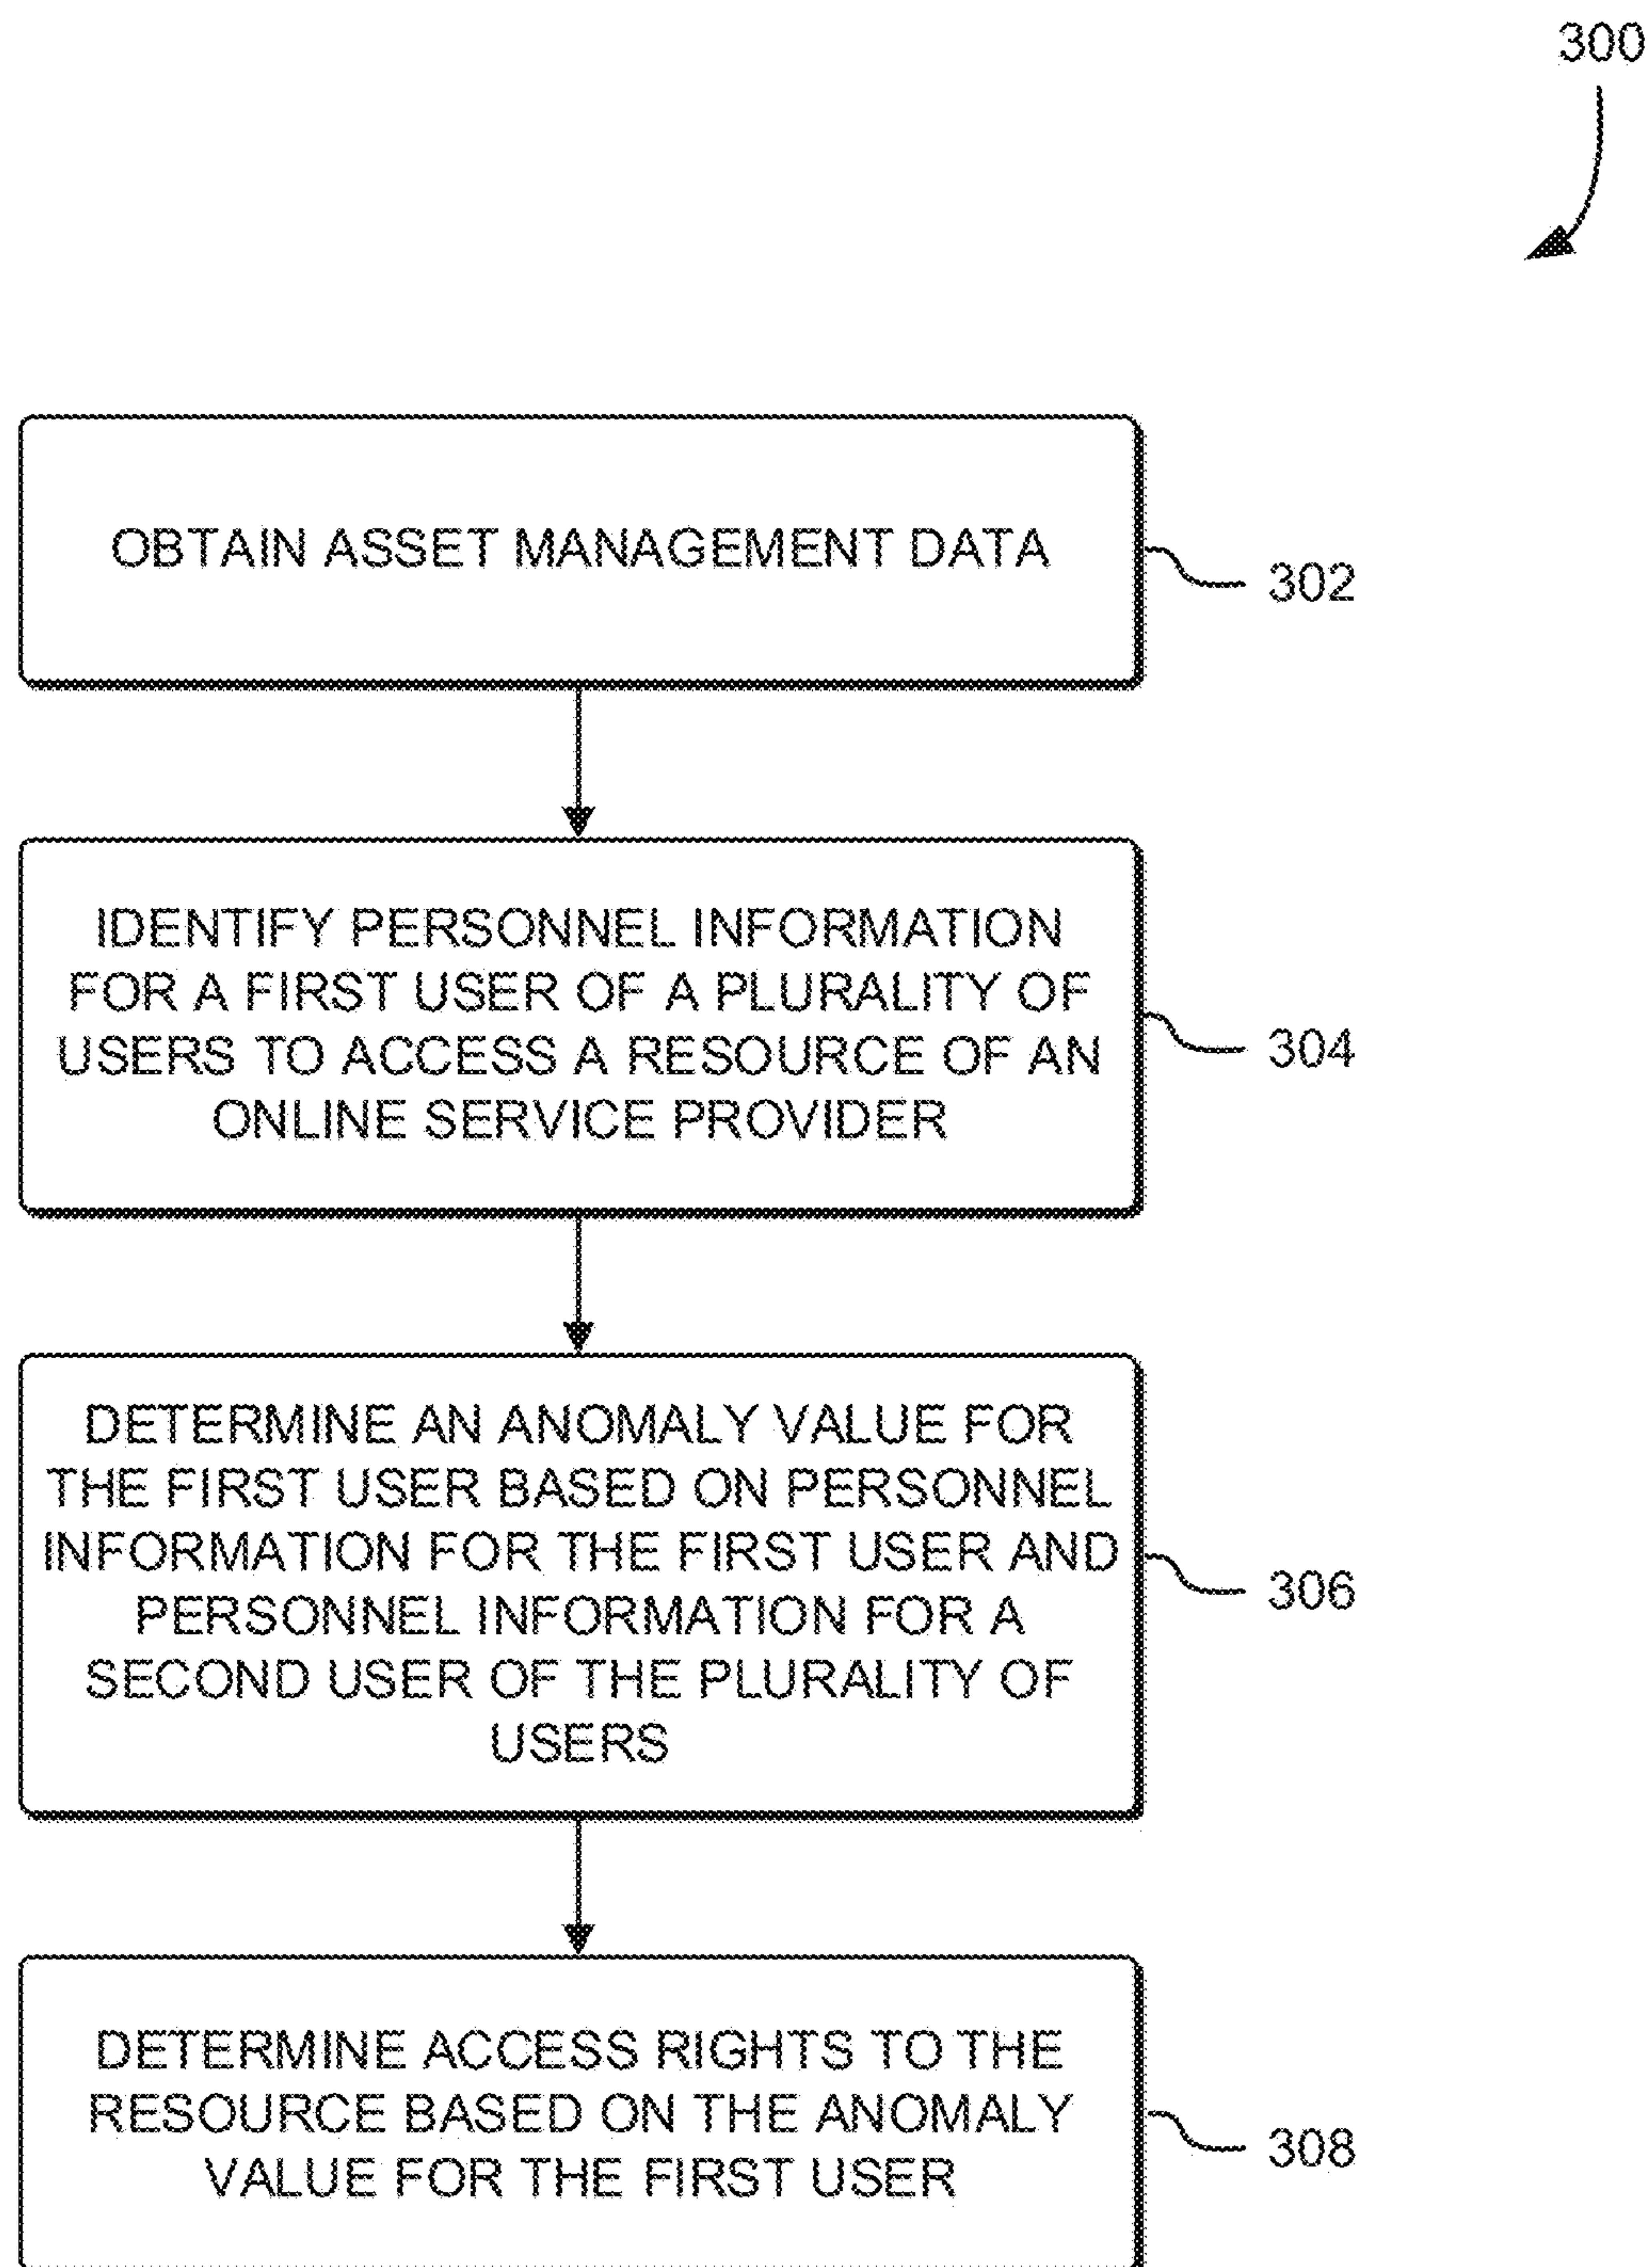 300
OBTAIN ASSET MANAGEMENT DATA
302
IDENTIFY PERSONNEL INFORMATION
FOR A FIRST USER OF A PLURALITY OF
USERS TO ACCESS A RESOURCE OF AN
ONLINE SERVICE PROVIDER
304
DETERMINE AN ANOMALY VALUE FOR
THE FIRST USER BASED ON PERSONNEL
INFORMATION FOR THE FIRST USER AND
PERSONNEL INFORMATION FOR A
SECOND USER OF THE PLURALITY OF
USERS
306
DETERMINE ACCESS RIGHTS TO THE
RESOURCE BASED ON THE ANOMALY
VALUE FOR THE FIRST USER
308